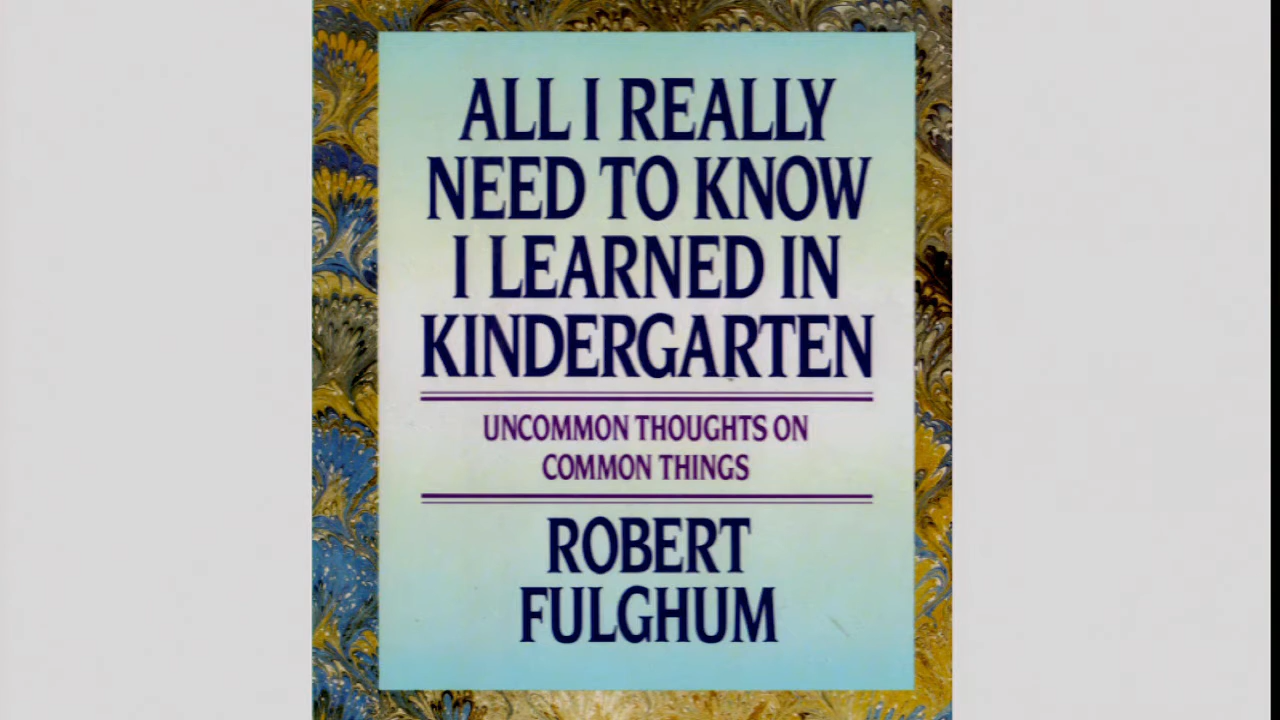 ALL I REALLY
NEED TO KNOW
I LEARNED IN
KINDERGARTEN
UNCOMMON THOUGHTS ON
COMMON THINGS
ROBERT
FULGHUM